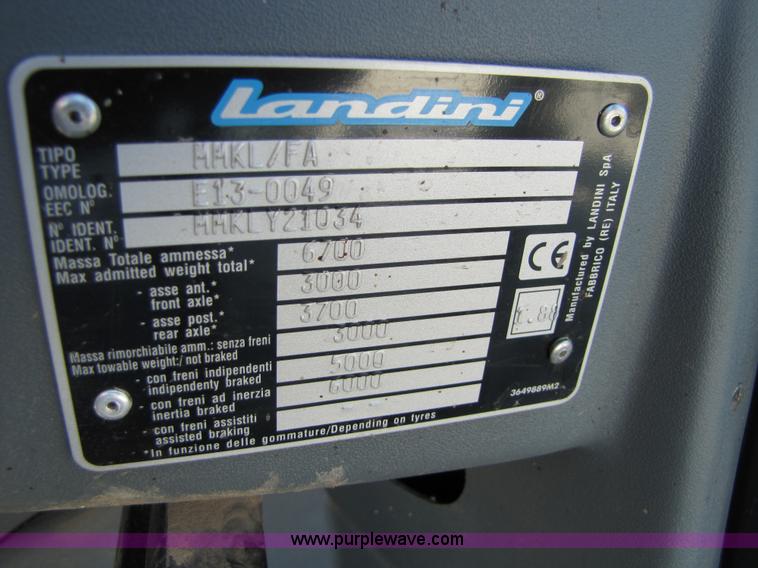 Landini®
TIPO
TYPE MMKL/FA
OMOLOG.
EEC N° E13-0049
N° IDENT.
IDENT. N° MMKLY21034
Massa Totale ammessa*
Max admitted weight total* 6700
- asse ant.*
front axle* 3000
- asse post.*
rear axle* 3700
Massa rimorchiabile amm.: senza freni
Max towable weight:/not braked 3000
- con freni indipendenti
indipendenty braked 5000
- con freni ad inerzia
inertia braked 6000
- con freni assistiti
assisted braking
*In funzione delle gommature/Depending on tyres
CE
3649889M2
Manufactured by LANDINI SpA
FABBRICO (RE) ITALY
www.purplewave.com